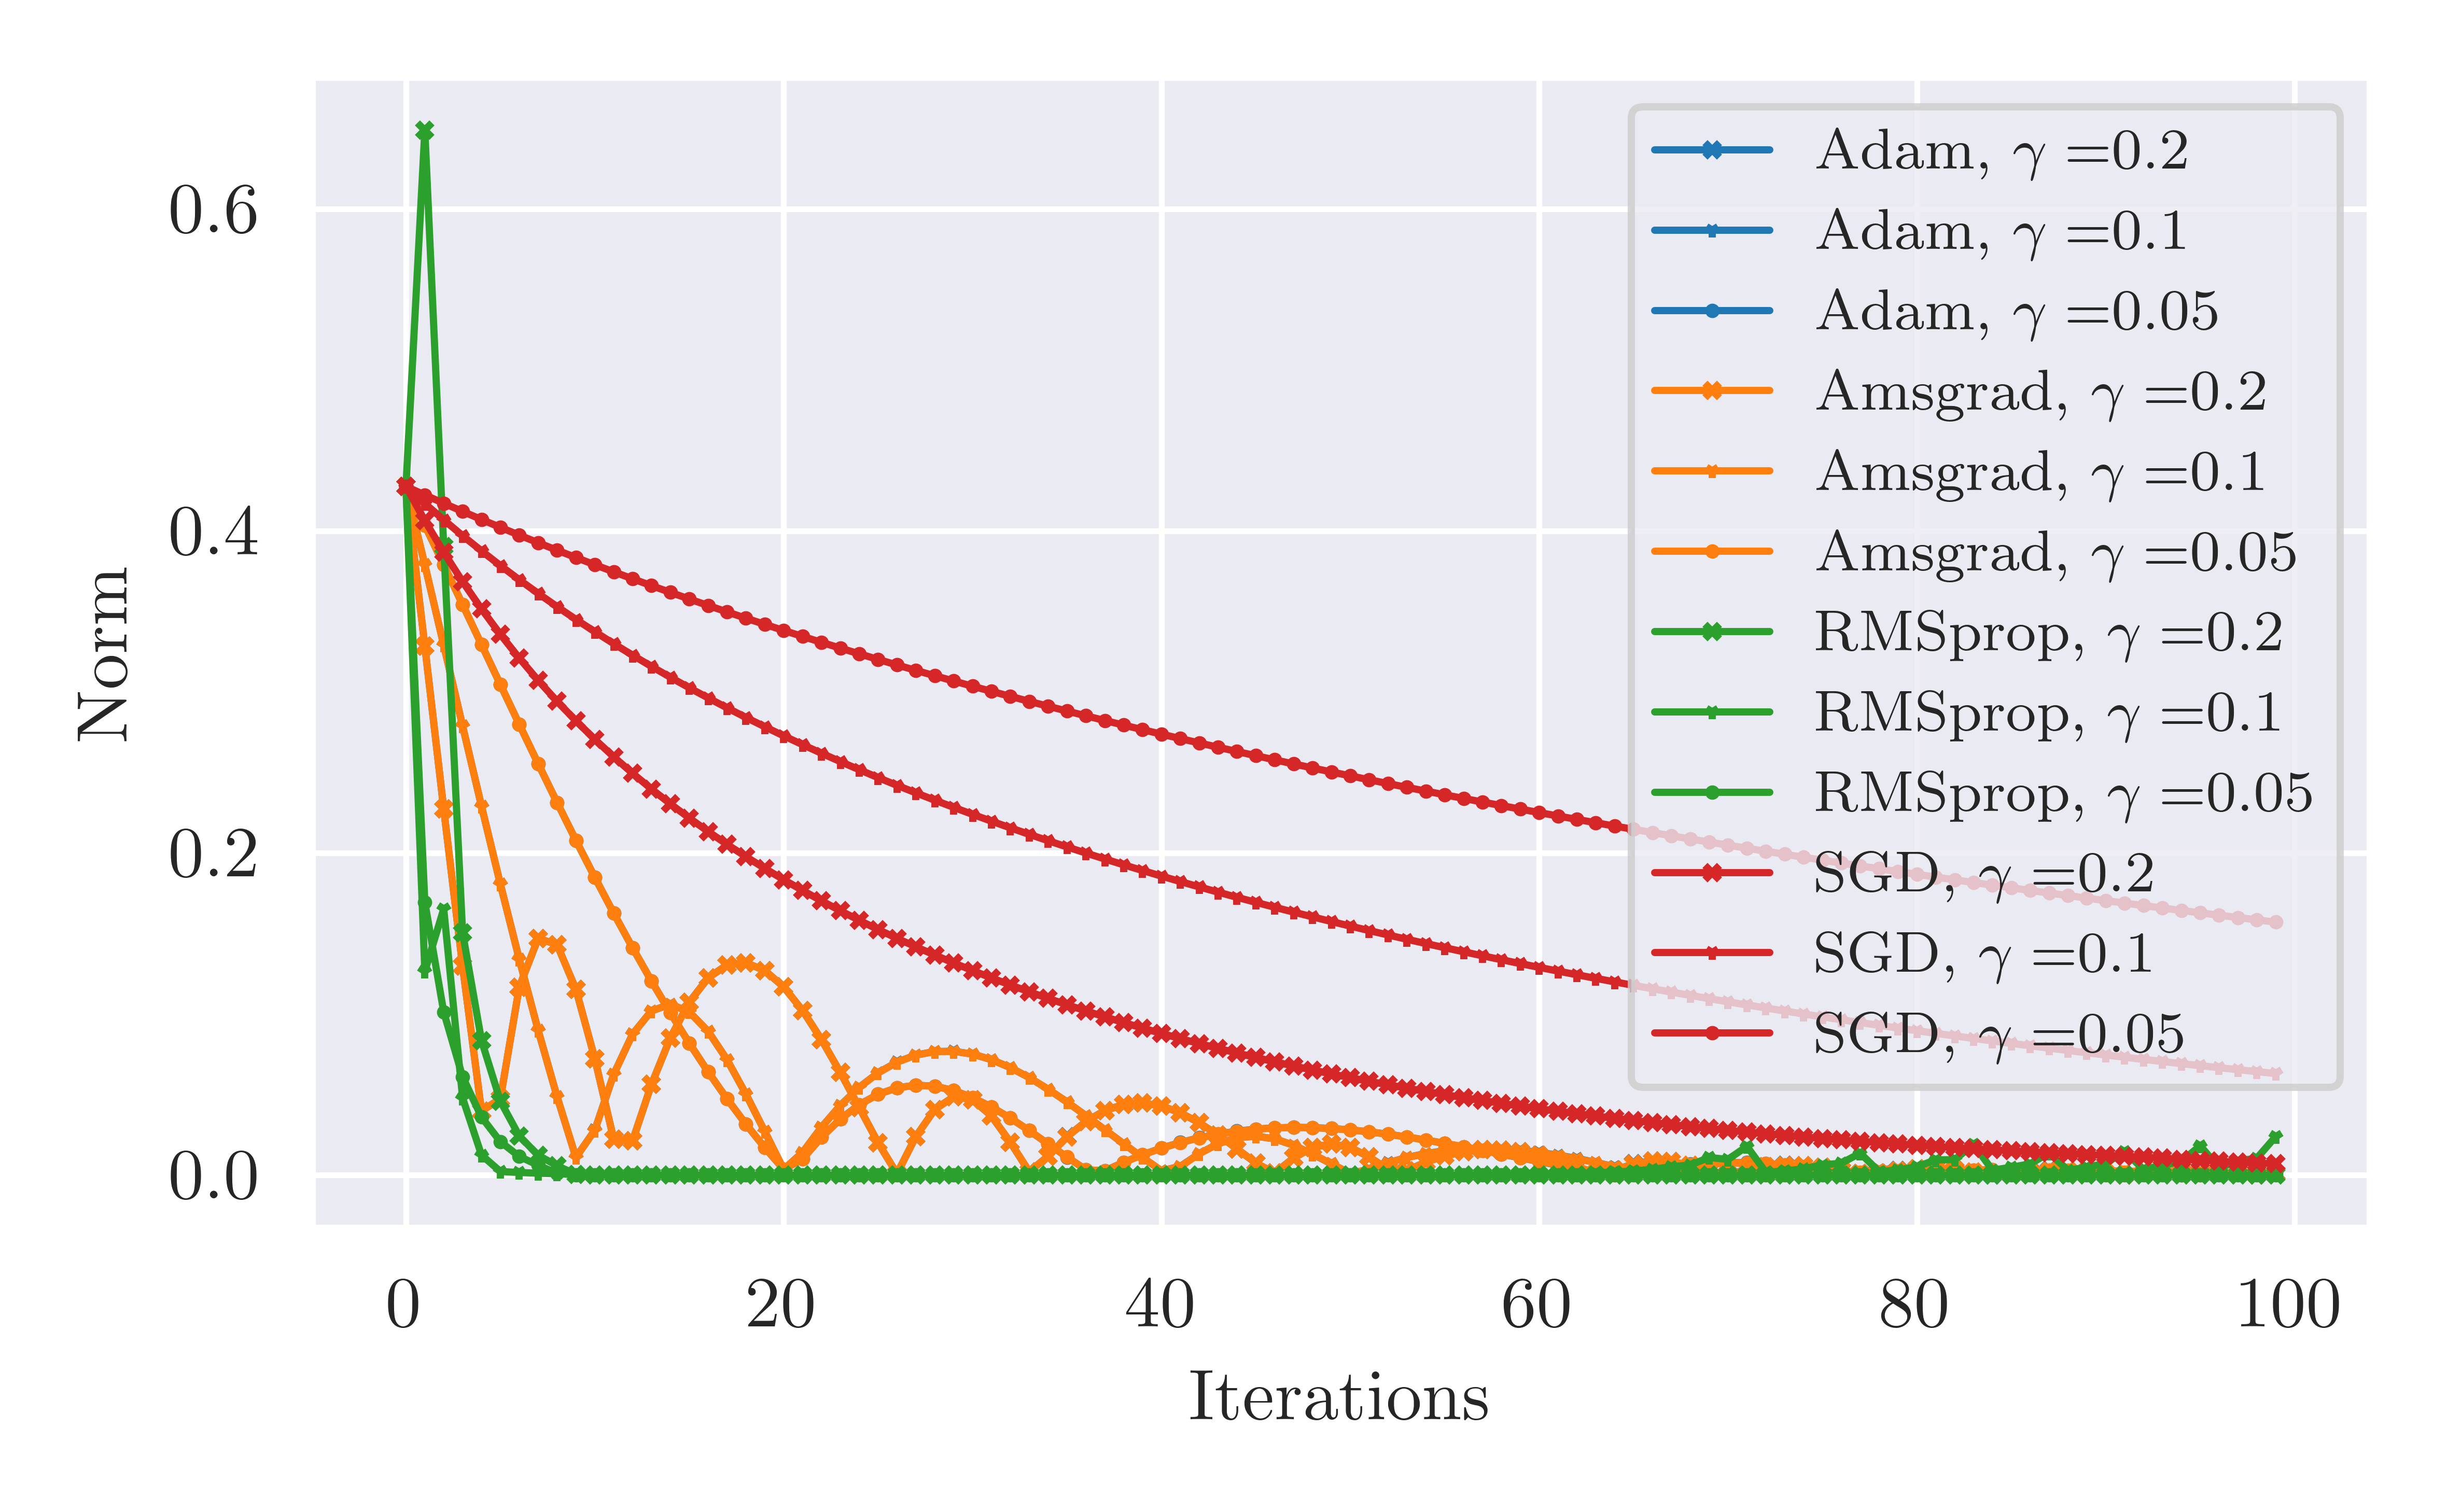 0.6
0.4
0.2
0.0
Norm
0 20 40 60 80 100
Iterations
Adam, γ =0.2
Adam, γ =0.1
Adam, γ =0.05
Amsgrad, γ =0.2
Amsgrad, γ =0.1
Amsgrad, γ =0.05
RMSprop, γ =0.2
RMSprop, γ =0.1
RMSprop, γ =0.05
SGD, γ =0.2
SGD, γ =0.1
SGD, γ =0.05